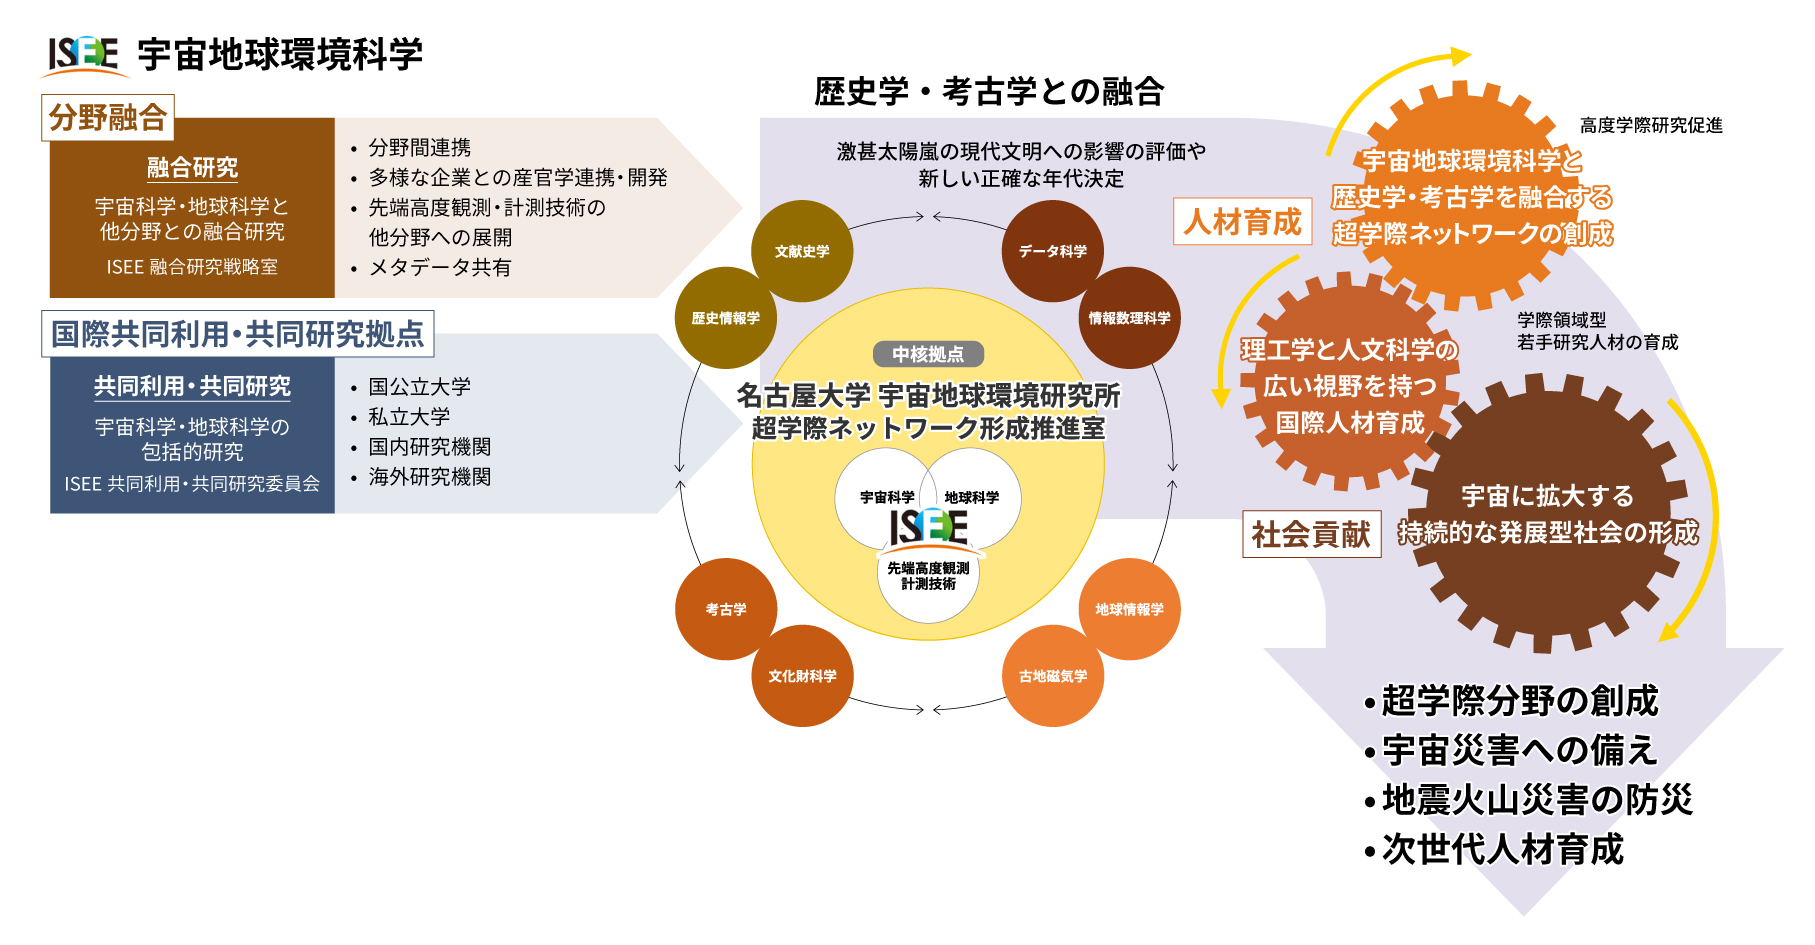 ISEE 宇宙地球環境科学
分野融合
融合研究
宇宙科学・地球科学と
他分野との融合研究
ISEE 融合研究戦略室
• 分野間連携
• 多様な企業との産官学連携・開発
• 先端高度観測・計測技術の
他分野への展開
• メタデータ共有
国際共同利用・共同研究拠点
共同利用・共同研究
宇宙科学・地球科学の
包括的研究
ISEE 共同利用・共同研究委員会
• 国公立大学
• 私立大学
• 国内研究機関
• 海外研究機関
歴史学・考古学との融合
激甚太陽嵐の現代文明への影響の評価や
新しい正確な年代決定
文献史学
歴史情報学
データ科学
情報数理科学
中核拠点
名古屋大学 宇宙地球環境研究所
超学際ネットワーク形成推進室
宇宙科学
地球科学
ISEE
先端高度観測
計測技術
考古学
文化財科学
地球情報学
古地磁気学
高度学際研究促進
宇宙地球環境科学と
歴史学・考古学を融合する
超学際ネットワークの創成
人材育成
学際領域型
若手研究人材の育成
理工学と人文科学の
広い視野を持つ
国際人材育成
社会貢献
宇宙に拡大する
持続的な発展型社会の形成
• 超学際分野の創成
• 宇宙災害への備え
• 地震火山災害の防災
• 次世代人材育成